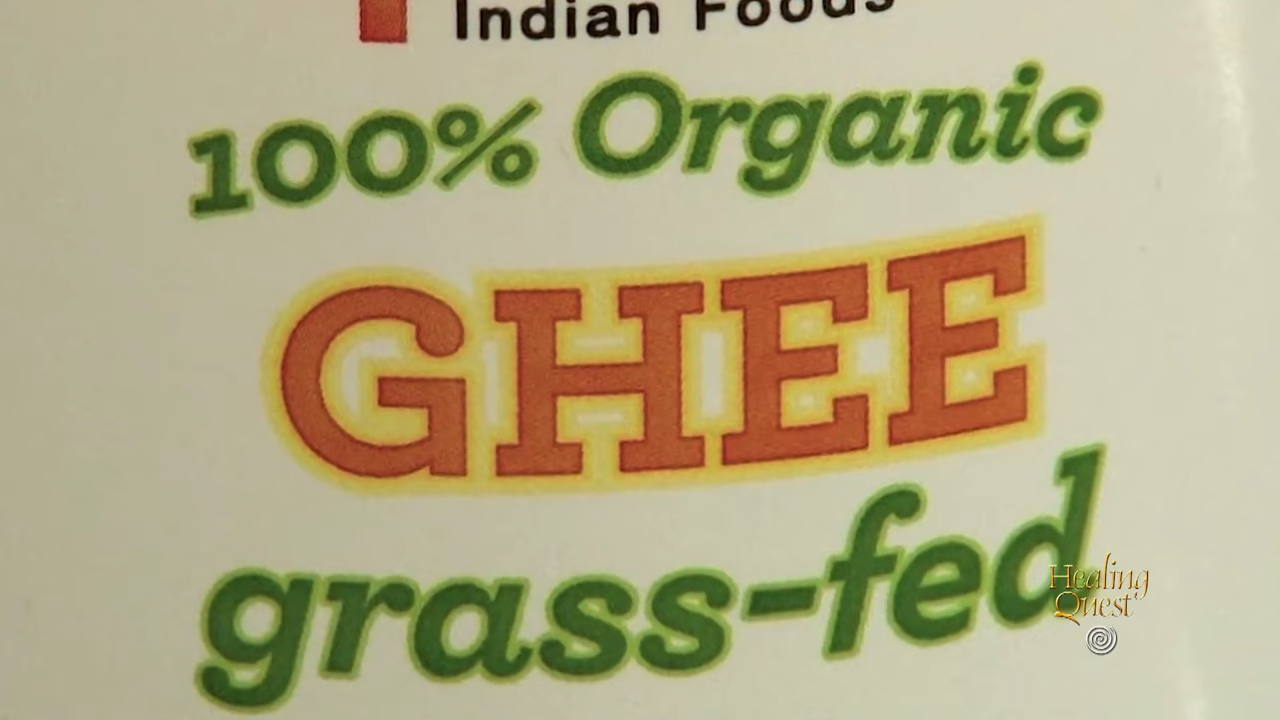 Indian Foods
100% Organic
GHEE
grass-fed
Healing
Quest